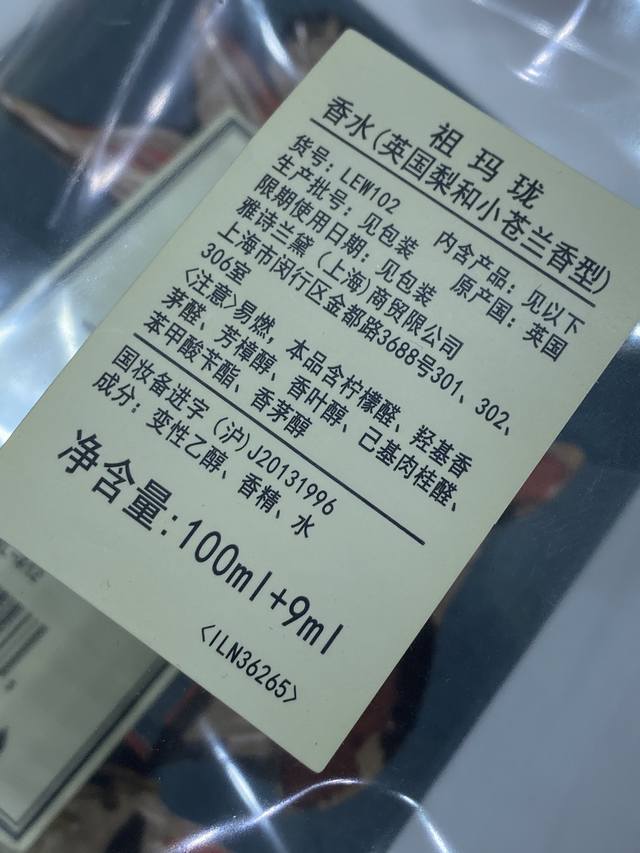 祖玛珑
香水(英国梨和小苍兰香型)
货号: LEW102 内含产品: 见以下
生产批号: 见包装 原产国: 英国
限期使用日期: 见包装
雅诗兰黛 (上海)商贸限公司
上海市闵行区金都路3688号301、302、
306室
<注意>易燃, 本品含柠檬醛、羟基香
茅醛、芳樟醇、香叶醇、己基肉桂醛、
苯甲酸苄酯、香茅醇
国妆备进字 (沪)J20131996
成分: 变性乙醇、香精、水
净含量:100ml+9ml
<ILN36265>